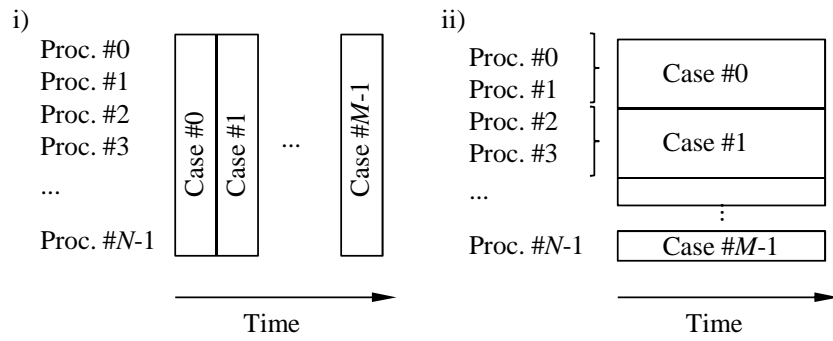 i)
Proc. #0
Proc. #1
Proc. #2
Proc. #3
...
Proc. #N-1
Case #0
Case #1
...
Case #M-1
Time
ii)
Proc. #0
Proc. #1
Proc. #2
Proc. #3
...
Proc. #N-1
Case #0
Case #1
...
Case #M-1
Time